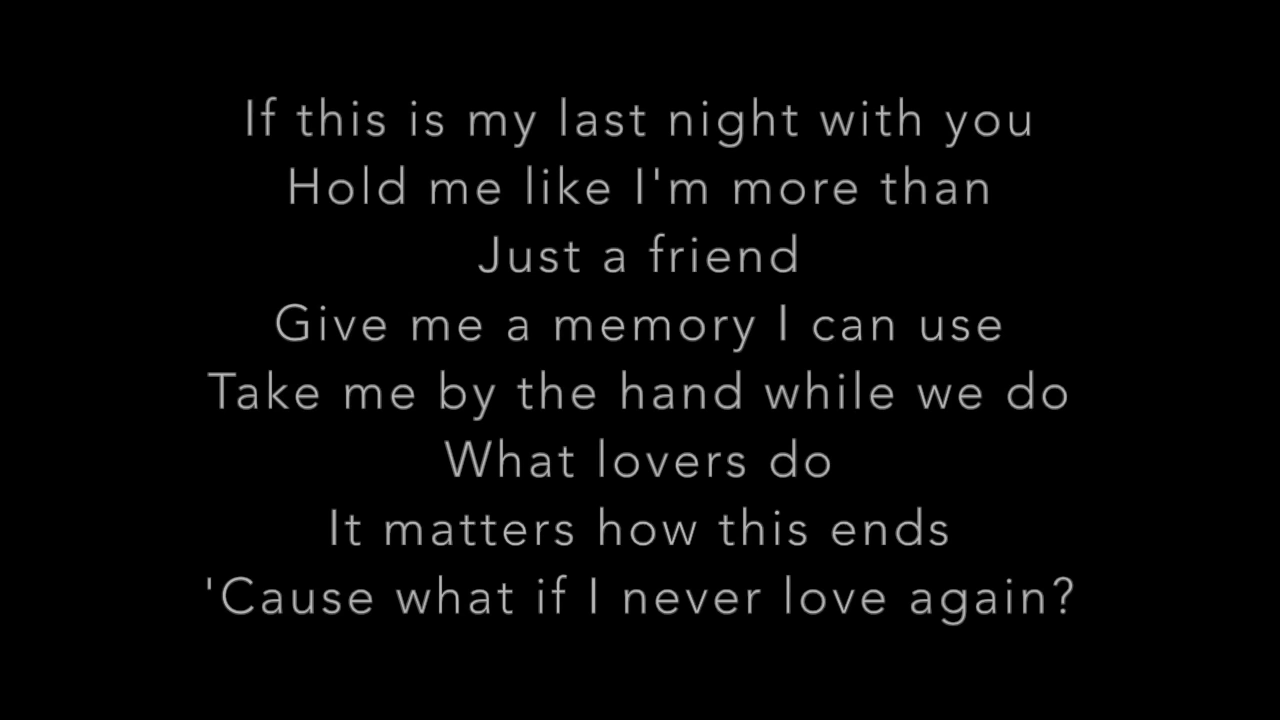 If this is my last night with you
Hold me like I'm more than
Just a friend
Give me a memory I can use
Take me by the hand while we do
What lovers do
It matters how this ends
'Cause what if I never love again?